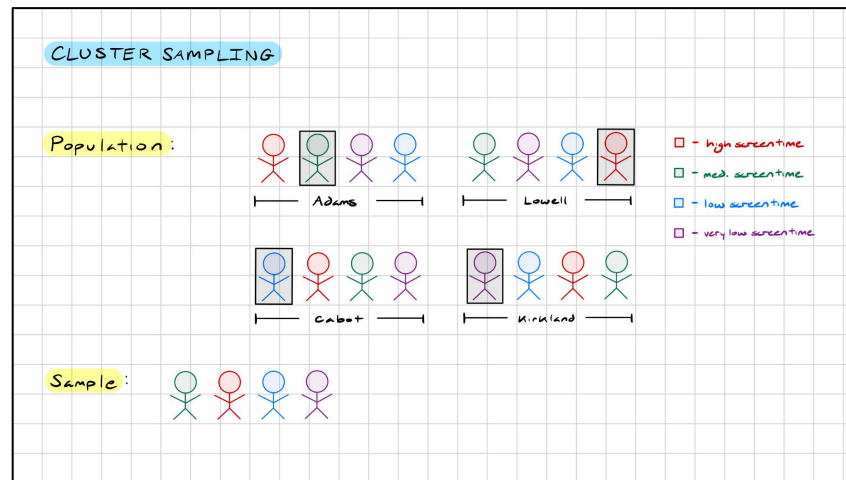 CLUSTER SAMPLING
Population:
- high screentime
- med. screentime
- low screentime
- very low screentime
Adams
Lowell
Cabot
Kirkland
Sample: